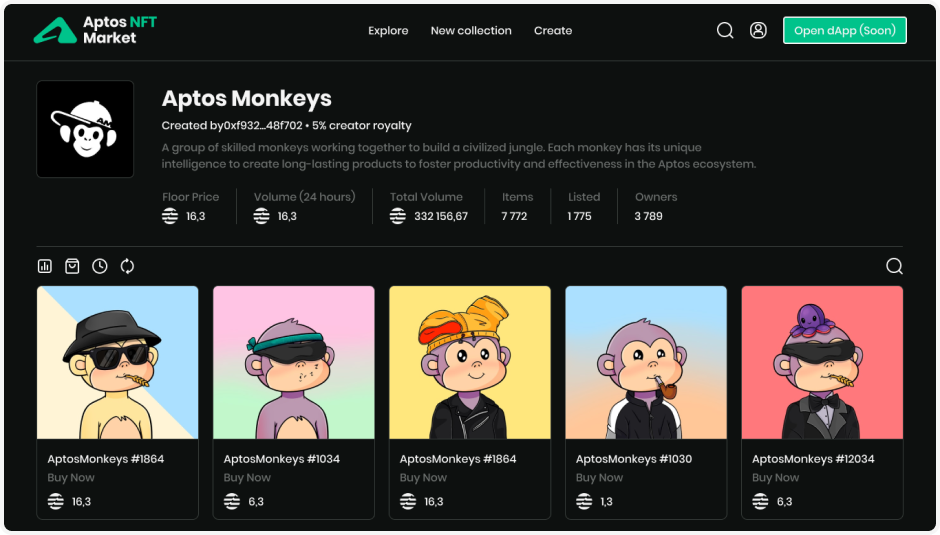 Aptos NFT
Market
Explore New collection Create
Open dApp (Soon)
AM
Aptos Monkeys
Created by0xf932...48f702 • 5% creator royalty
A group of skilled monkeys working together to build a civilized jungle. Each monkey has its unique
intelligence to create long-lasting products to foster productivity and effectiveness in the Aptos ecosystem.
Floor Price Volume (24 hours) Total Volume Items Listed Owners
16,3 16,3 332 156,67 7 772 1 775 3 789
AptosMonkeys #1864 AptosMonkeys #1034 AptosMonkeys #1864 AptosMonkeys #1030 AptosMonkeys #12034
Buy Now Buy Now Buy Now Buy Now Buy Now
16,3 6,3 16,3 1,3 6,3